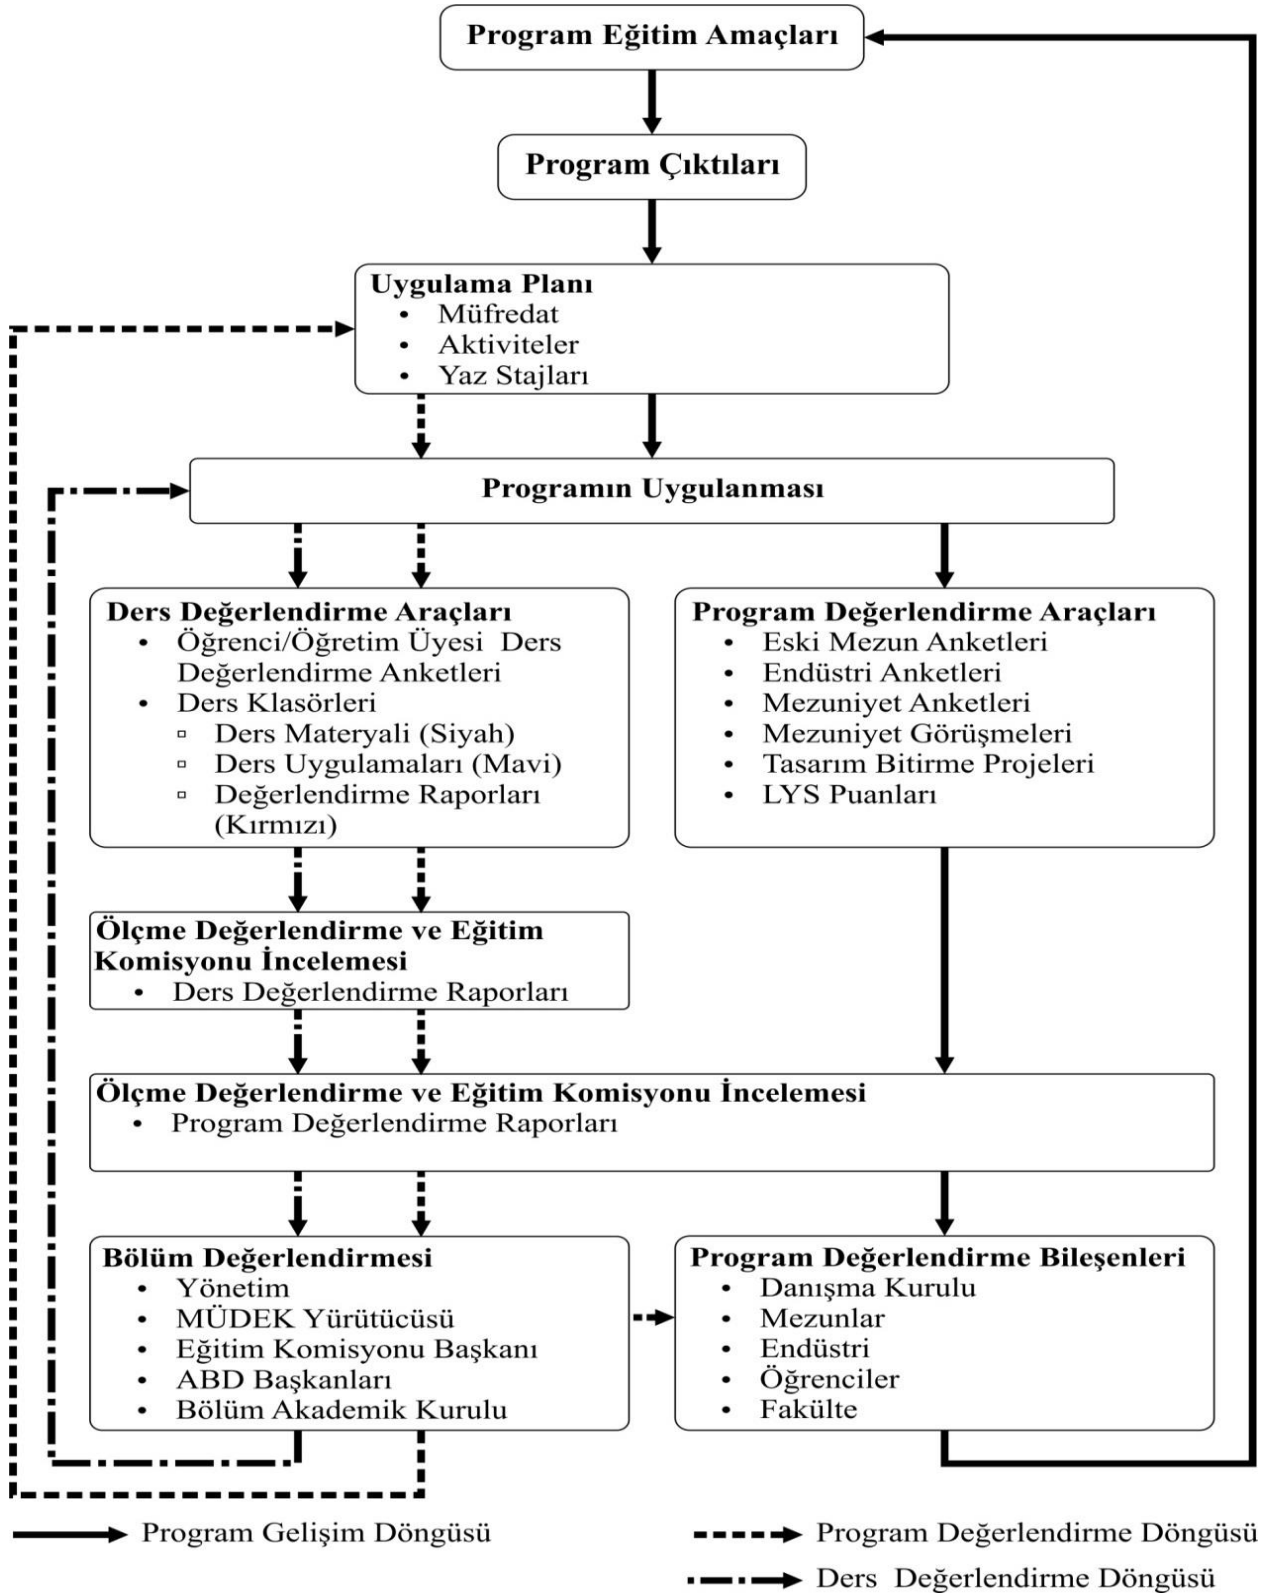 Program Eğitim Amaçları
Program Çıktıları
Uygulama Planı
• Müfredat
• Aktiviteler
• Yaz Stajları
Programın Uygulanması
Ders Değerlendirme Araçları
• Öğrenci/Öğretim Üyesi Ders
Değerlendirme Anketleri
• Ders Klasörleri
▫ Ders Materyali (Siyah)
▫ Ders Uygulamaları (Mavi)
▫ Değerlendirme Raporları
(Kırmızı)
Program Değerlendirme Araçları
• Eski Mezun Anketleri
• Endüstri Anketleri
• Mezuniyet Anketleri
• Mezuniyet Görüşmeleri
• Tasarım Bitirme Projeleri
• LYS Puanları
Ölçme Değerlendirme ve Eğitim
Komisyonu İncelemesi
• Ders Değerlendirme Raporları
Ölçme Değerlendirme ve Eğitim Komisyonu İncelemesi
• Program Değerlendirme Raporları
Bölüm Değerlendirmesi
• Yönetim
• MÜDEK Yürütücüsü
• Eğitim Komisyonu Başkanı
• ABD Başkanları
• Bölüm Akademik Kurulu
Program Değerlendirme Bileşenleri
• Danışma Kurulu
• Mezunlar
• Endüstri
• Öğrenciler
• Fakülte
Program Gelişim Döngüsü
Program Değerlendirme Döngüsü
Ders Değerlendirme Döngüsü